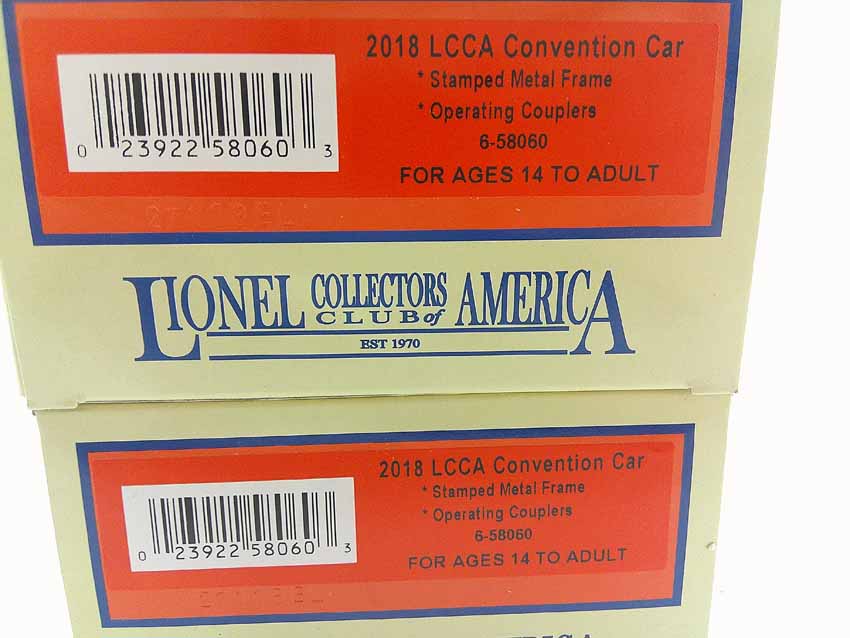 2018 LCCA Convention Car
* Stamped Metal Frame
* Operating Couplers
6-58060
FOR AGES 14 TO ADULT
0 23922 58060 3
LIONEL COLLECTORS CLUB of AMERICA
EST 1970
2018 LCCA Convention Car
* Stamped Metal Frame
* Operating Couplers
6-58060
FOR AGES 14 TO ADULT
0 23922 58060 3